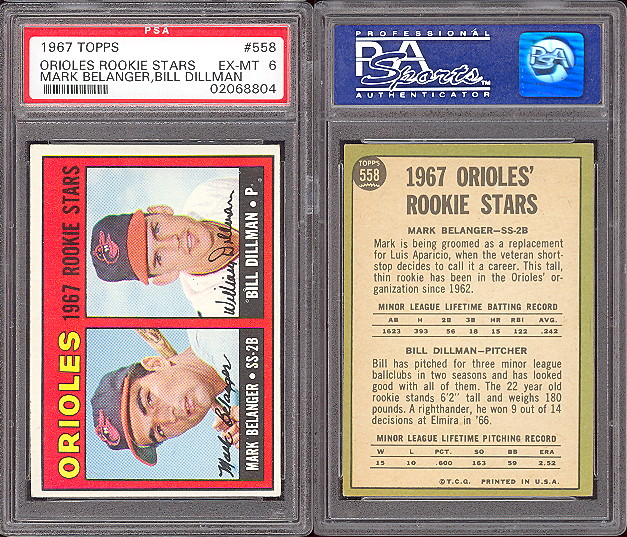 PSA
1967 TOPPS #558
ORIOLES ROOKIE STARS EX-MT 6
MARK BELANGER,BILL DILLMAN
02068804
ORIOLES
1967 ROOKIE STARS
Mark Belanger
MARK BELANGER • SS-2B
William Dillman
BILL DILLMAN • P
PROFESSIONAL
PSA
Sports™
AUTHENTICATOR
PSA
TOPPS
558
1967 ORIOLES'
ROOKIE STARS
MARK BELANGER—SS-2B
Mark is being groomed as a replacement
for Luis Aparicio, when the veteran short-
stop decides to call it a career. This tall,
thin rookie has been in the Orioles' or-
ganization since 1962.
MINOR LEAGUE LIFETIME BATTING RECORD
AB H 2B 3B HR RBI AVG.
1623 393 56 18 15 122 .242
BILL DILLMAN—PITCHER
Bill has pitched for three minor league
ballclubs in two seasons and has looked
good with all of them. The 22 year old
rookie stands 6'2" tall and weighs 180
pounds. A righthander, he won 9 out of 14
decisions at Elmira in '66.
MINOR LEAGUE LIFETIME PITCHING RECORD
W L PCT. SO BB ERA
15 10 .600 163 59 2.52
©T.C.G. PRINTED IN U.S.A.